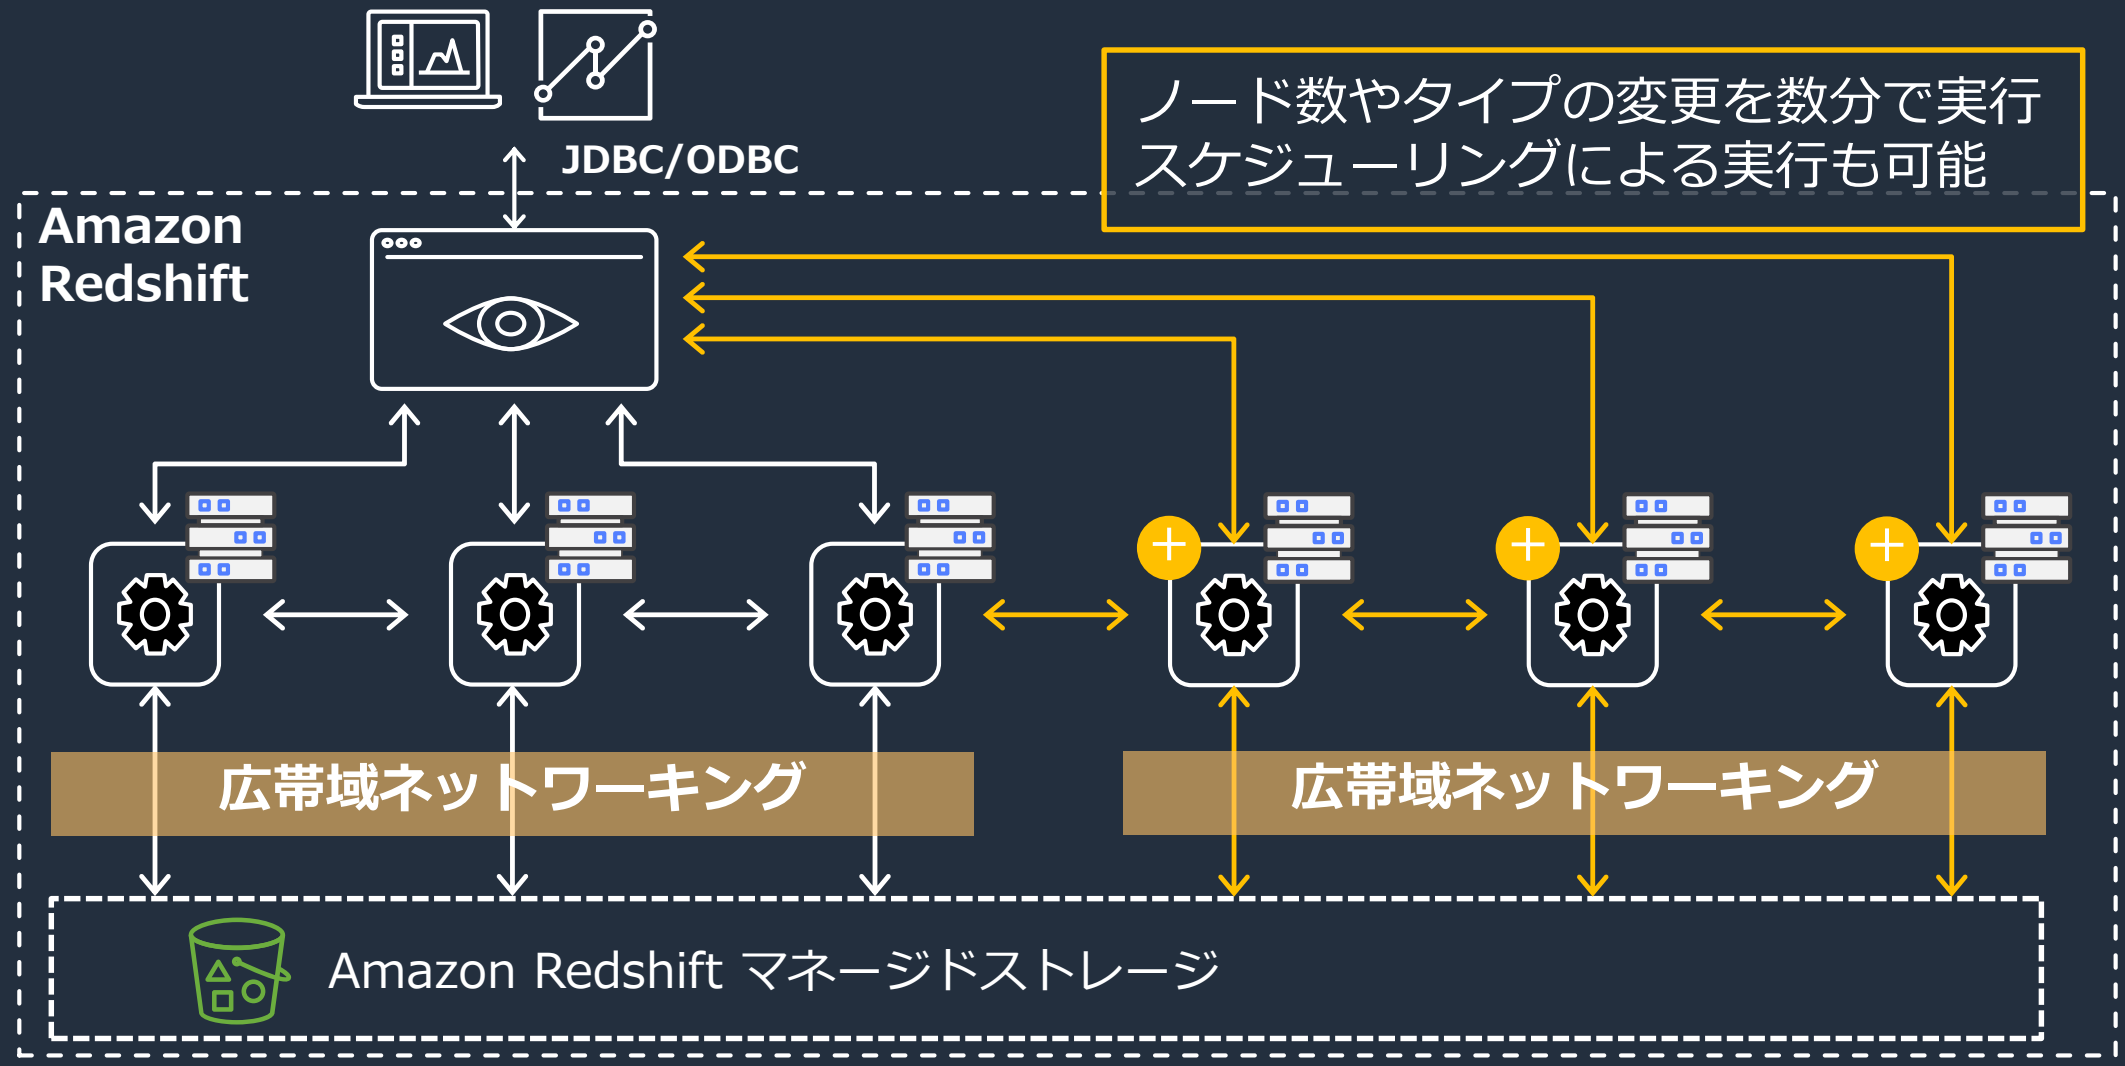 JDBC/ODBC
ノード数やタイプの変更を数分で実行
スケジューリングによる実行も可能
Amazon
Redshift
広帯域ネットワーキング
広帯域ネットワーキング
Amazon Redshift マネージドストレージ